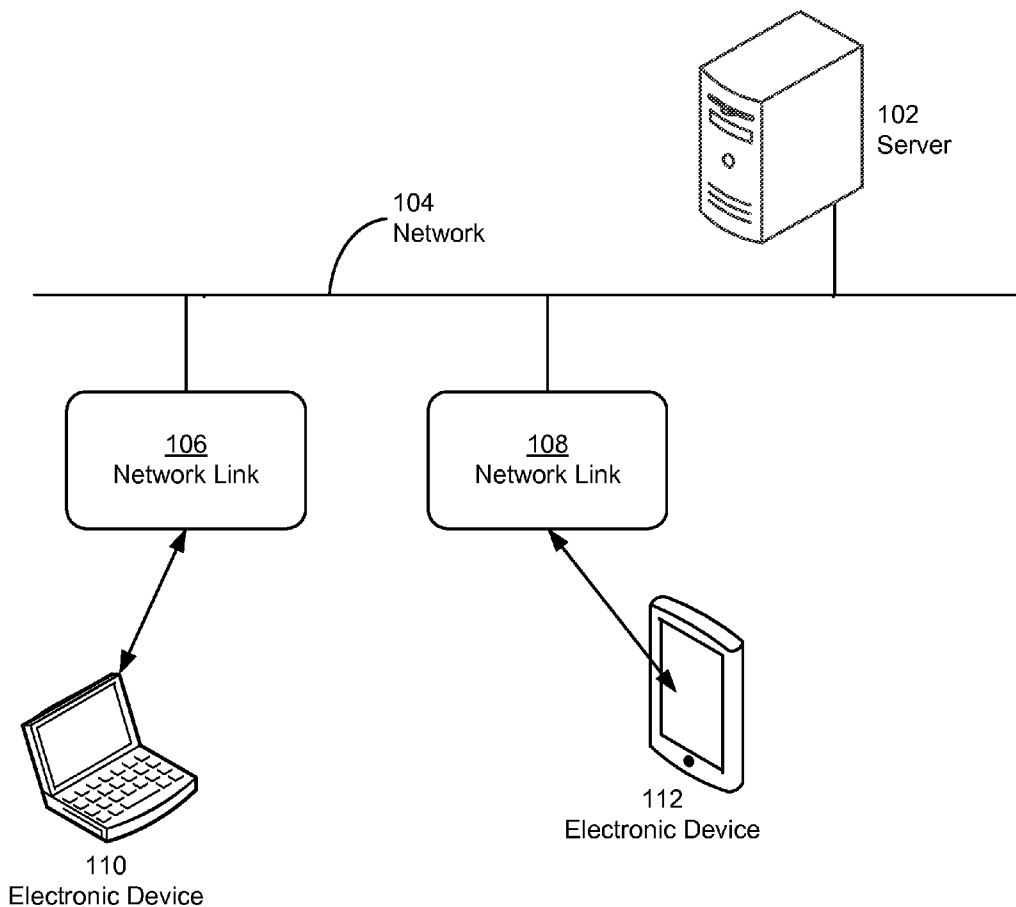 102
Server
104
Network
106
Network Link
108
Network Link
112
Electronic Device
110
Electronic Device